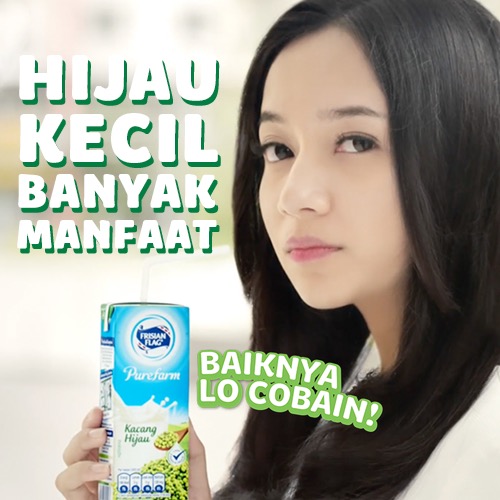 HIJAU
KECIL
BANYAK
MANFAAT
FRISIAN
FLAG
Purefarm
Kacang
Hijau
BAIKNYA
LO COBAIN!